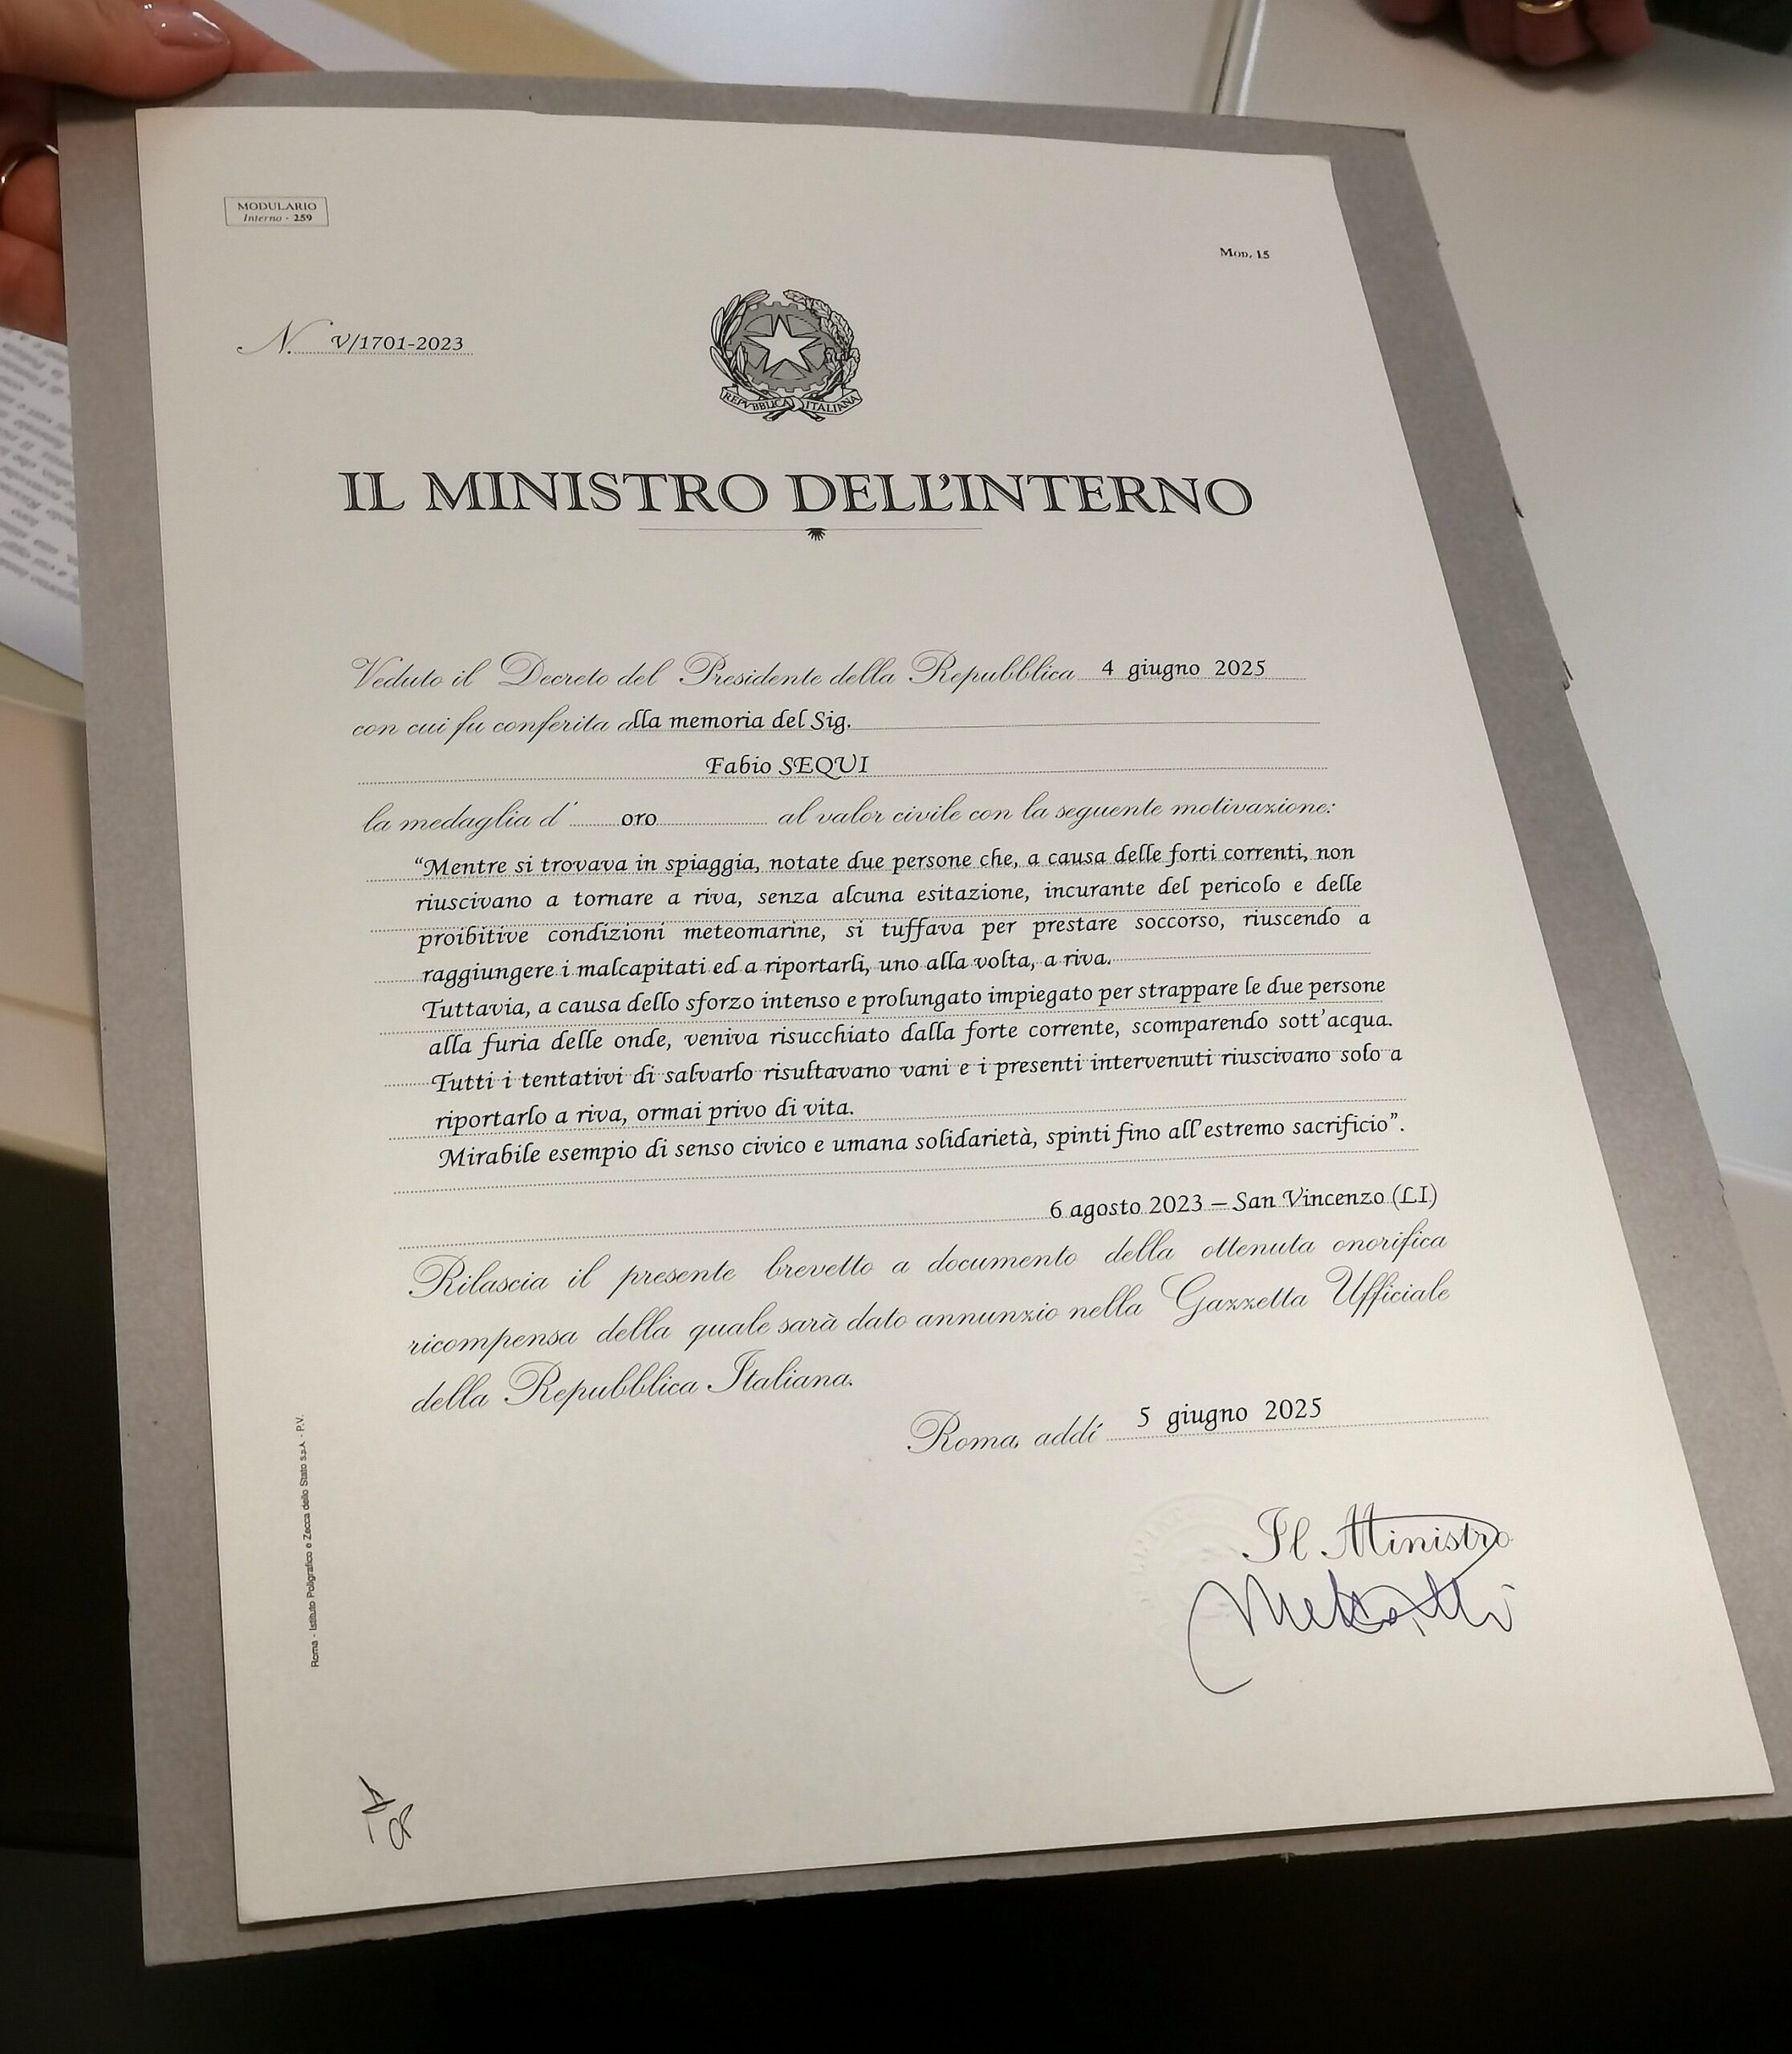 MODULARIO
Interno - 259
Mod. 15
N. V/1701-2023
REPVBBLICA ITALIANA
IL MINISTRO DELL'INTERNO
Veduto il Decreto del Presidente della Repubblica 4 giugno 2025
con cui fu conferita alla memoria del Sig.
Fabio SEQUI
la medaglia d' oro al valor civile con la seguente motivazione:
“Mentre si trovava in spiaggia, notate due persone che, a causa delle forti correnti, non
riuscivano a tornare a riva, senza alcuna esitazione, incurante del pericolo e delle
proibitive condizioni meteomarine, si tuffava per prestare soccorso, riuscendo a
raggiungere i malcapitati ed a riportarli, uno alla volta, a riva.
Tuttavia, a causa dello sforzo intenso e prolungato impiegato per strappare le due persone
alla furia delle onde, veniva risucchiato dalla forte corrente, scomparendo sott'acqua.
Tutti i tentativi di salvarlo risultavano vani e i presenti intervenuti riuscivano solo a
riportarlo a riva, ormai privo di vita.
Mirabile esempio di senso civico e umana solidarietà, spinti fino all'estremo sacrificio”.
6 agosto 2023 – San Vincenzo (LI)
Rilascia il presente brevetto a documento della ottenuta onorifica
ricompensa della quale sarà dato annunzio nella Gazzetta Ufficiale
della Repubblica Italiana.
Roma, addí 5 giugno 2025
Il Ministro
Roma - Istituto Poligrafico e Zecca dello Stato s.p.A. - P.V.